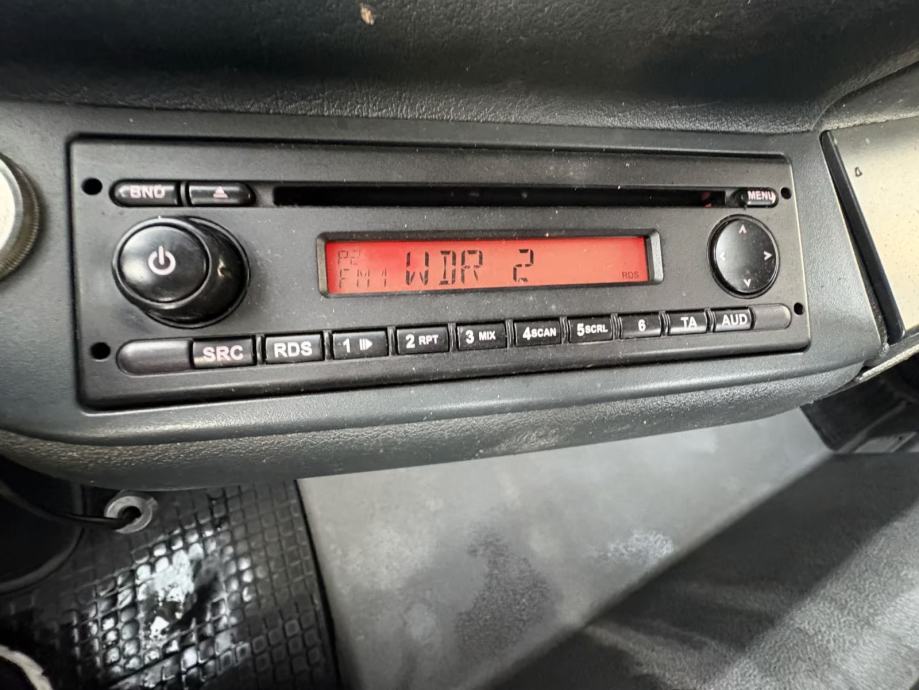 BND
MENU
P2
FM1 WDR 2
RDS
SRC RDS 1 2 RPT 3 MIX 4 SCAN 5 SCRL 6 TA AUD